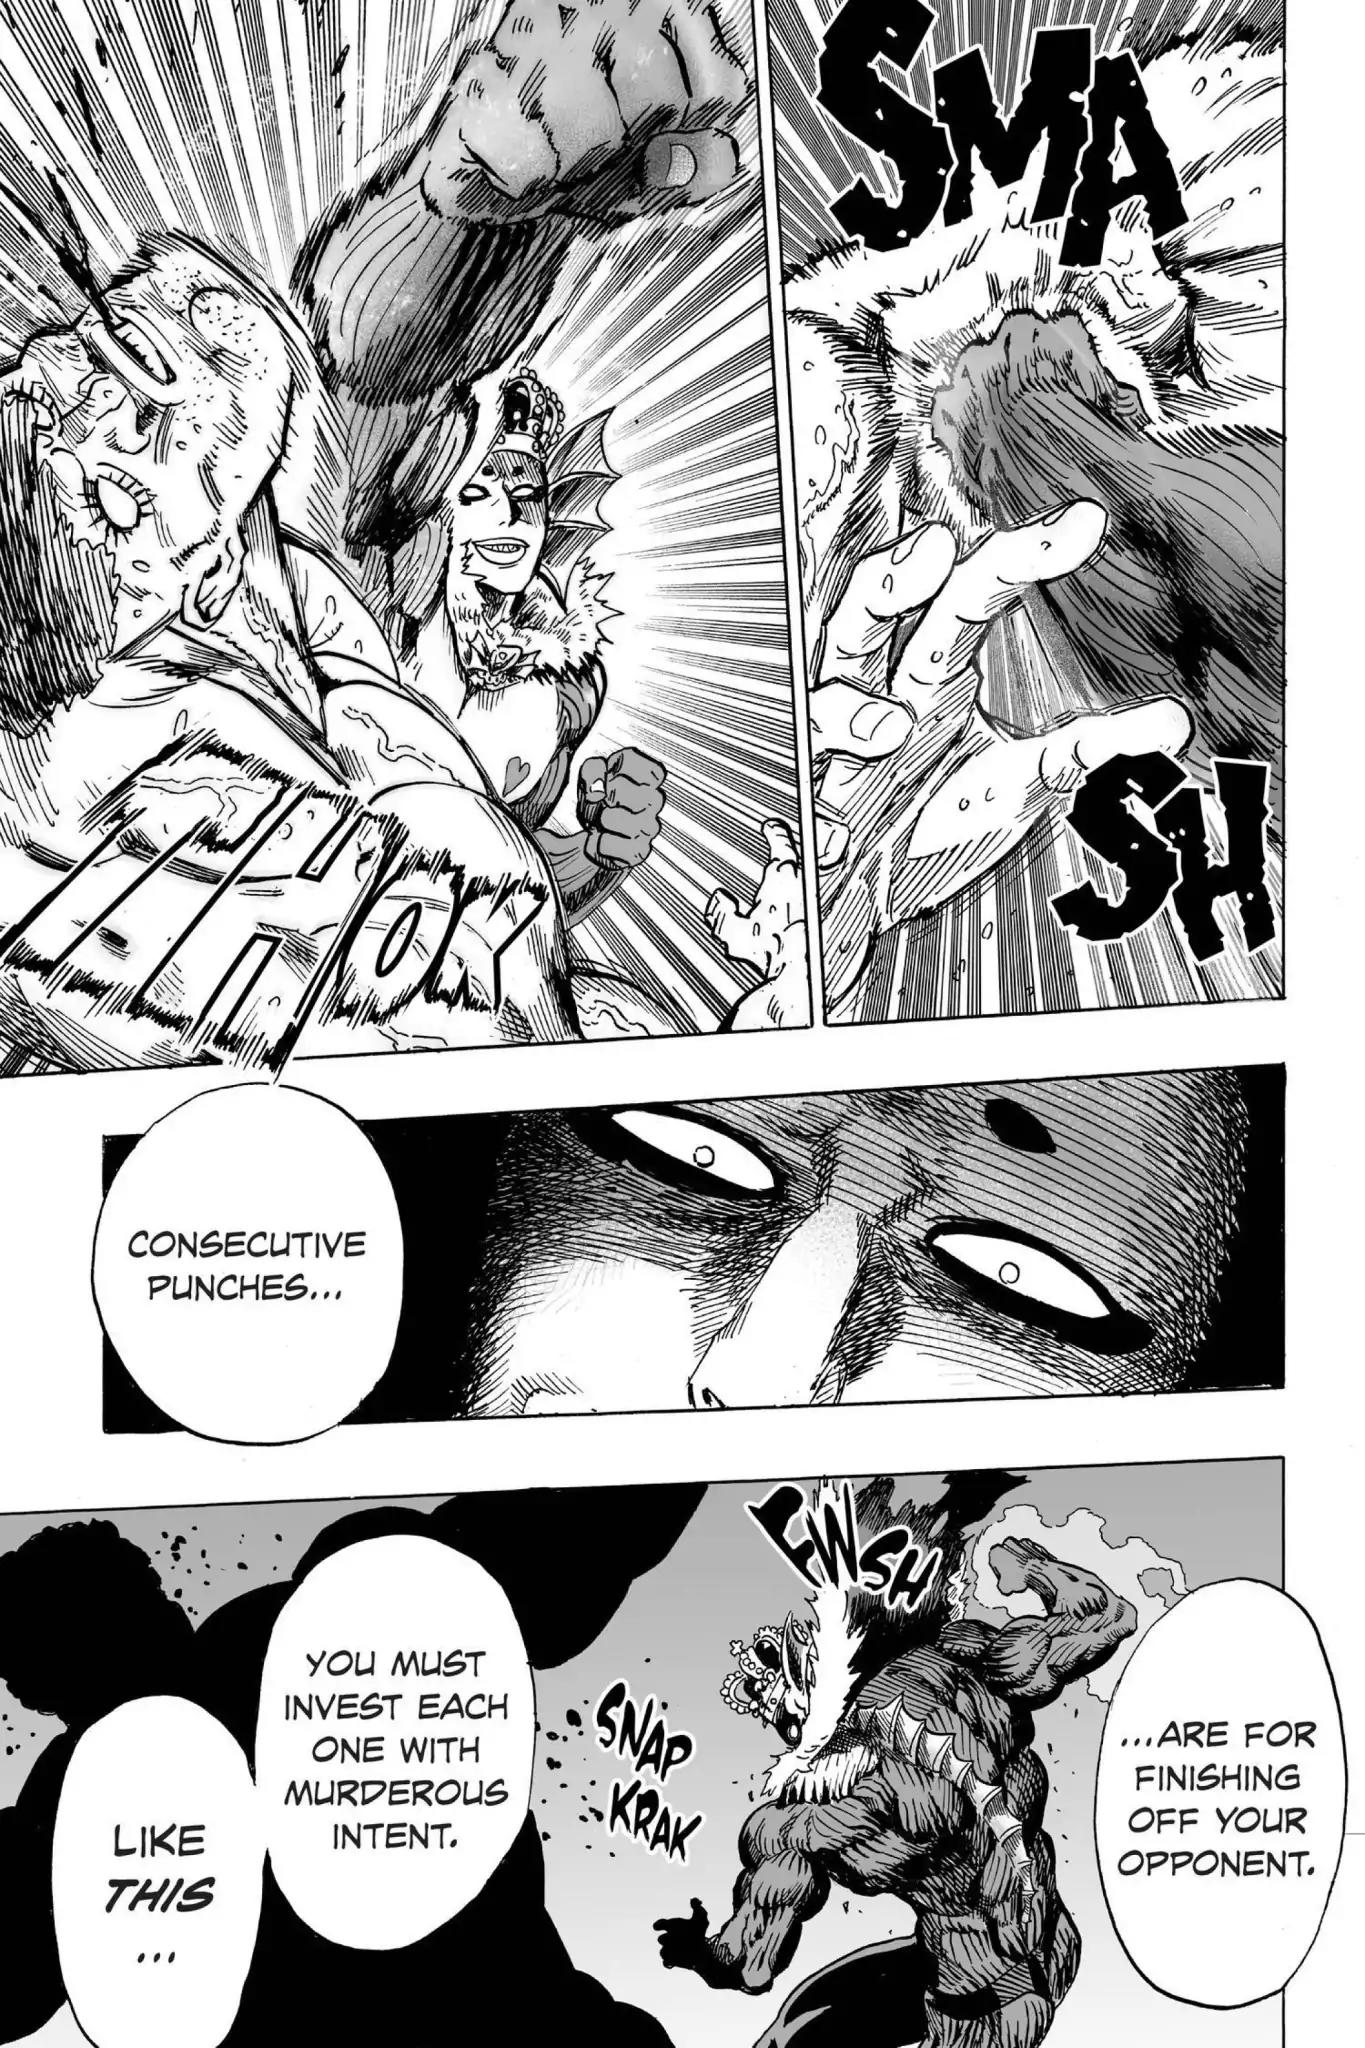 SMA
SH
THOK
CONSECUTIVE
PUNCHES...
...ARE FOR
FINISHING
OFF YOUR
OPPONENT.
FWSH
SNAP
KRAK
YOU MUST
INVEST EACH
ONE WITH
MURDEROUS
INTENT.
LIKE
THIS
...